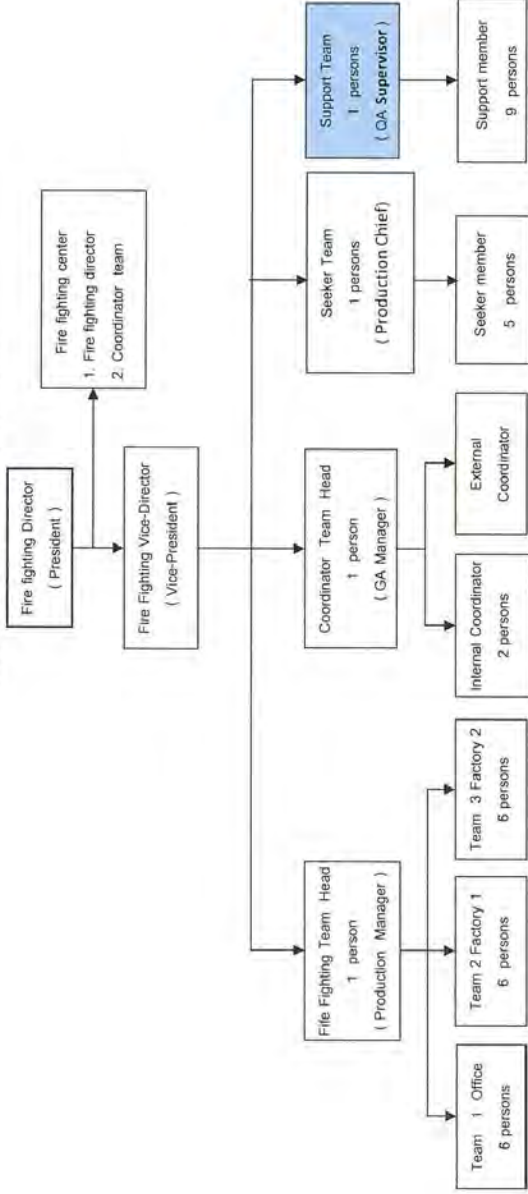 Fire fighting Director
( President )
Fire fighting center
1. Fire fighting director
2. Coordinator team
Fire Fighting Vice-Director
( Vice-President )
Fife Fighting Team Head
1 person
( Production Manager )
Coordinator Team Head
1 person
( GA Manager )
Seeker Team
1 persons
( Production Chief)
Support Team
1 persons
( QA Supervisor )
Team 1 Office
6 persons
Team 2 Factory 1
6 persons
Team 3 Factory 2
6 persons
Internal Coordinator
2 persons
External
Coordinator
Seeker member
5 persons
Support member
9 persons